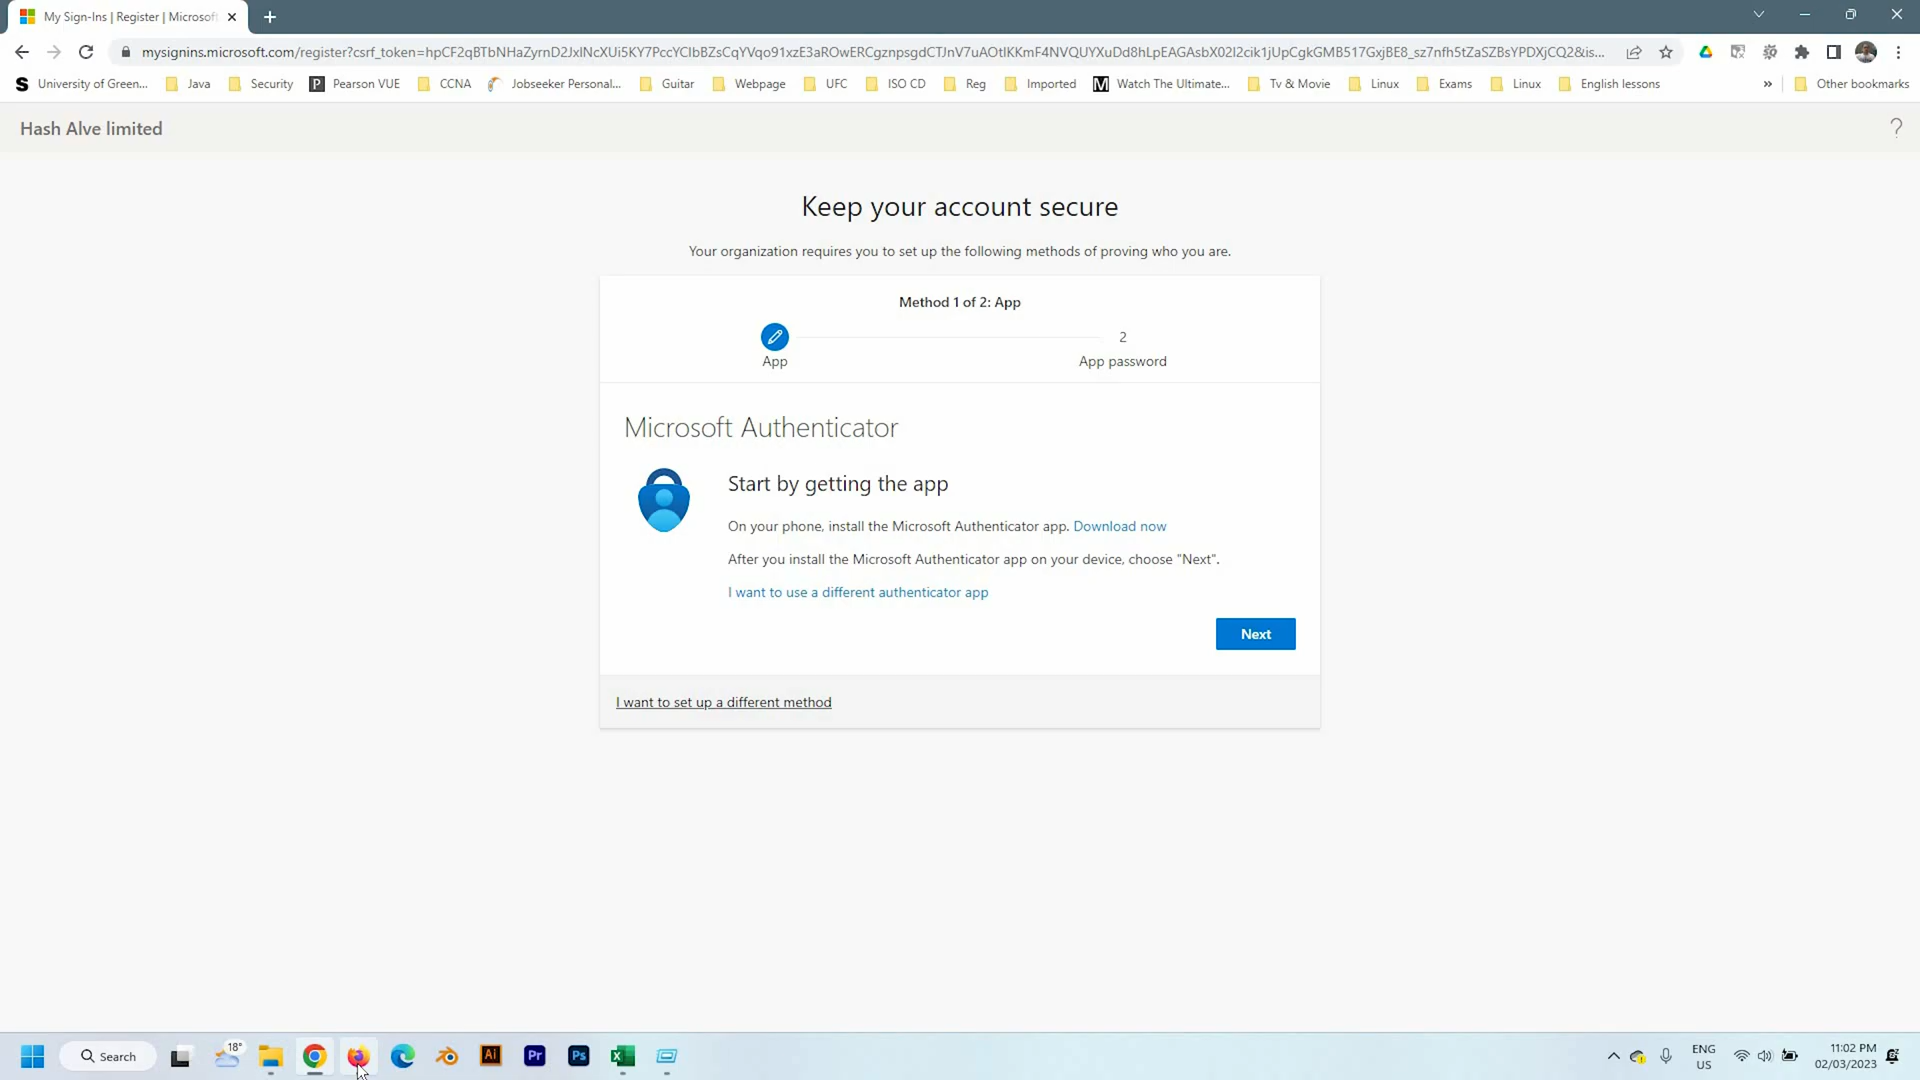 My Sign-Ins | Register | Microsof
mysignins.microsoft.com/register?csrf_token=
University of Green...
Java
Security
Pearson VUE
CCNA
Jobseeker Personal...
Guitar
Webpage
UFC
ISO CD
Reg
Imported
Watch The Ultimate...
Tv & Movie
Linux
Exams
Linux
English lessons
»
Other bookmarks
Hash Alve limited
?
Keep your account secure
Your organization requires you to set up the following methods of proving who you are.
Method 1 of 2: App
2
App
App password
Microsoft Authenticator
Start by getting the app
On your phone, install the Microsoft Authenticator app. Download now
After you install the Microsoft Authenticator app on your device, choose "Next".
I want to use a different authenticator app
Next
I want to set up a different method
Search
18°
Ai
Pr
Ps
ENG
US
11:02 PM
02/03/2023